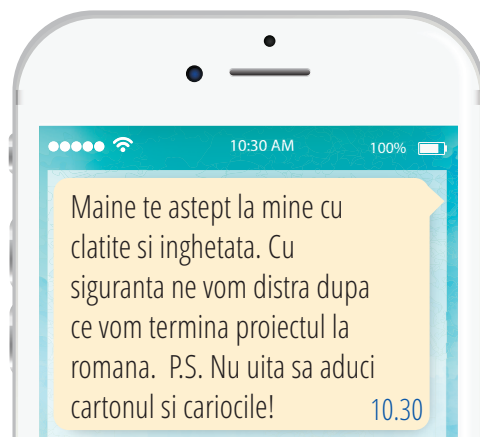 10:30 AM 100%
Maine te astept la mine cu
clatite si inghetata. Cu
siguranta ne vom distra dupa
ce vom termina proiectul la
romana.  P.S. Nu uita sa aduci
cartonul si cariocile! 10.30